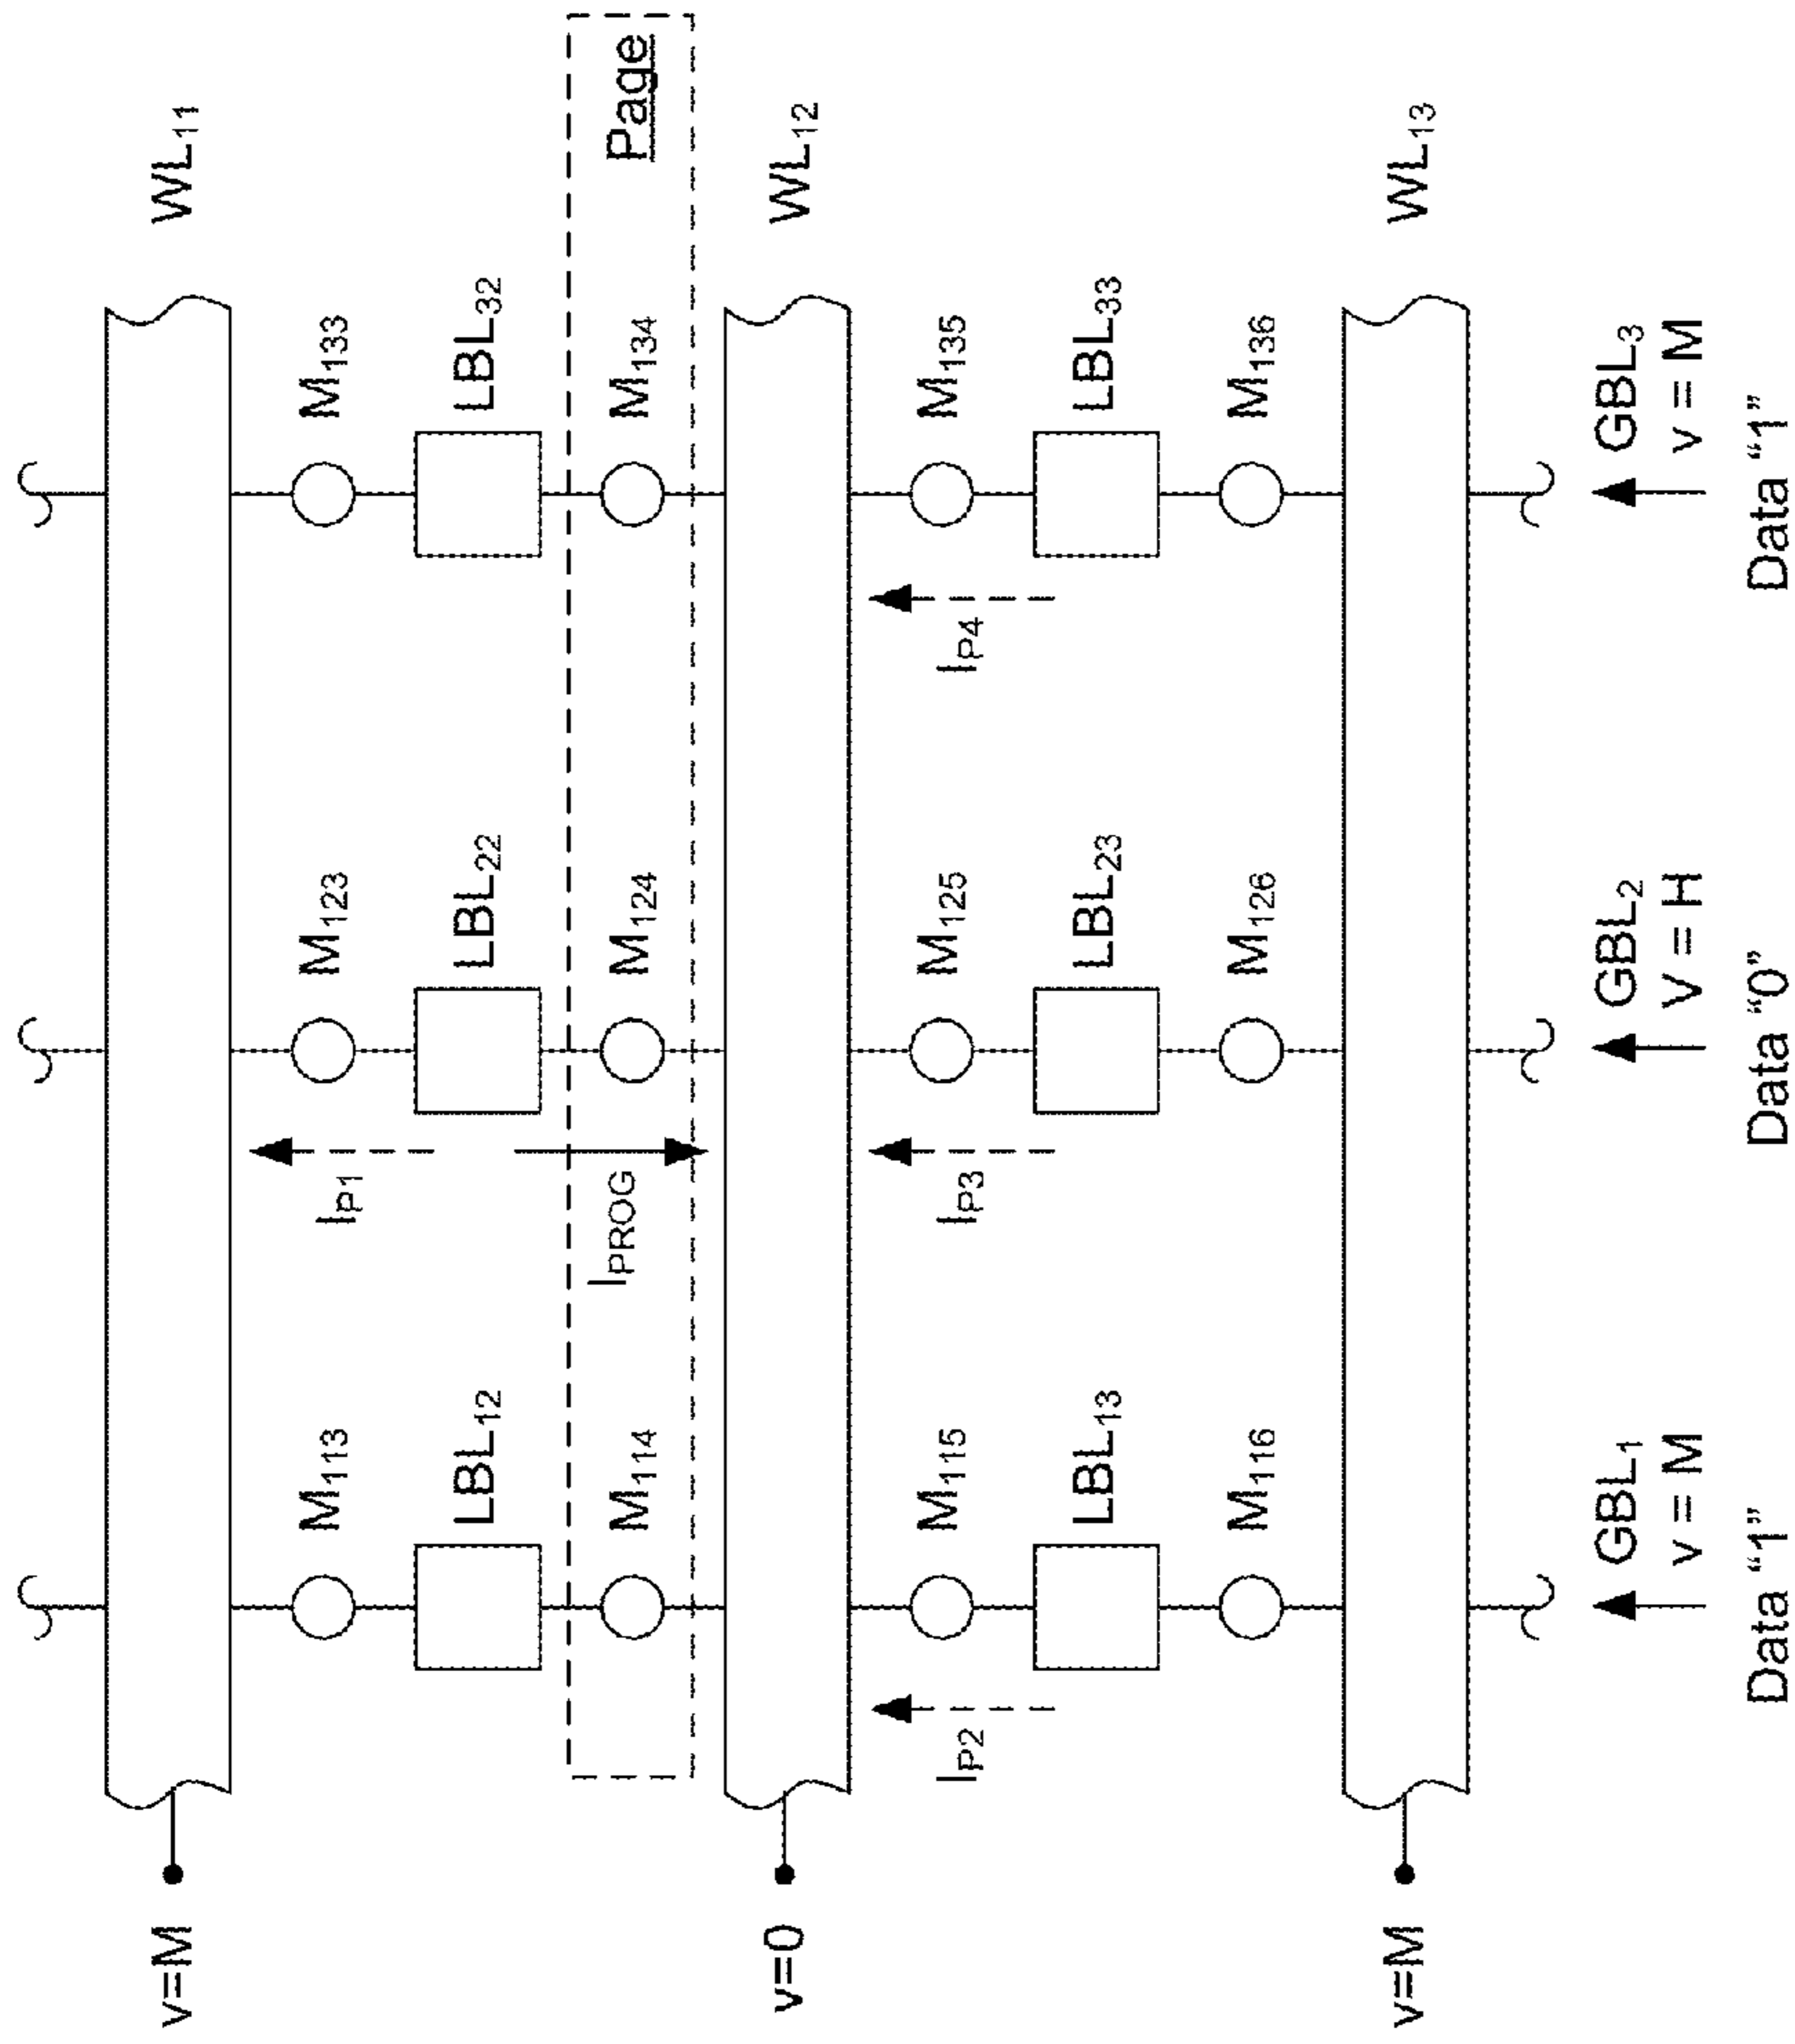 WL11
v=M
M113
M123
M133
LBL12
LBL22
LBL32
IP1
M114
M124
M134
Page
IPROG
WL12
v=0
M115
M125
M135
IP2
IP3
IP4
LBL13
LBL23
LBL33
M116
M126
M136
WL13
v=M
GBL1
v = M
Data “1”
GBL2
V = H
Data “0”
GBL3
v = M
Data “1”